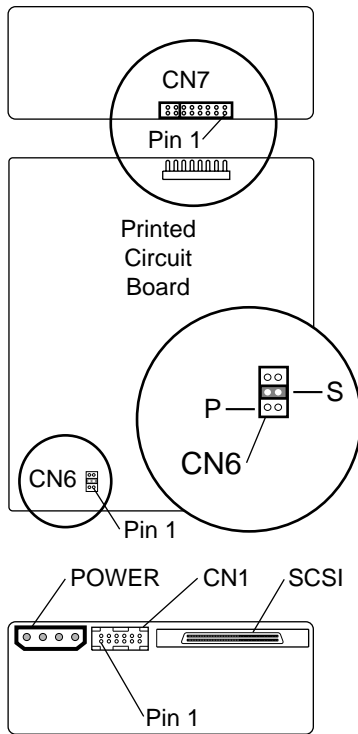 CN7
Pin 1
Printed
Circuit
Board
S
P
CN6
CN6
Pin 1
POWER
CN1
SCSI
Pin 1